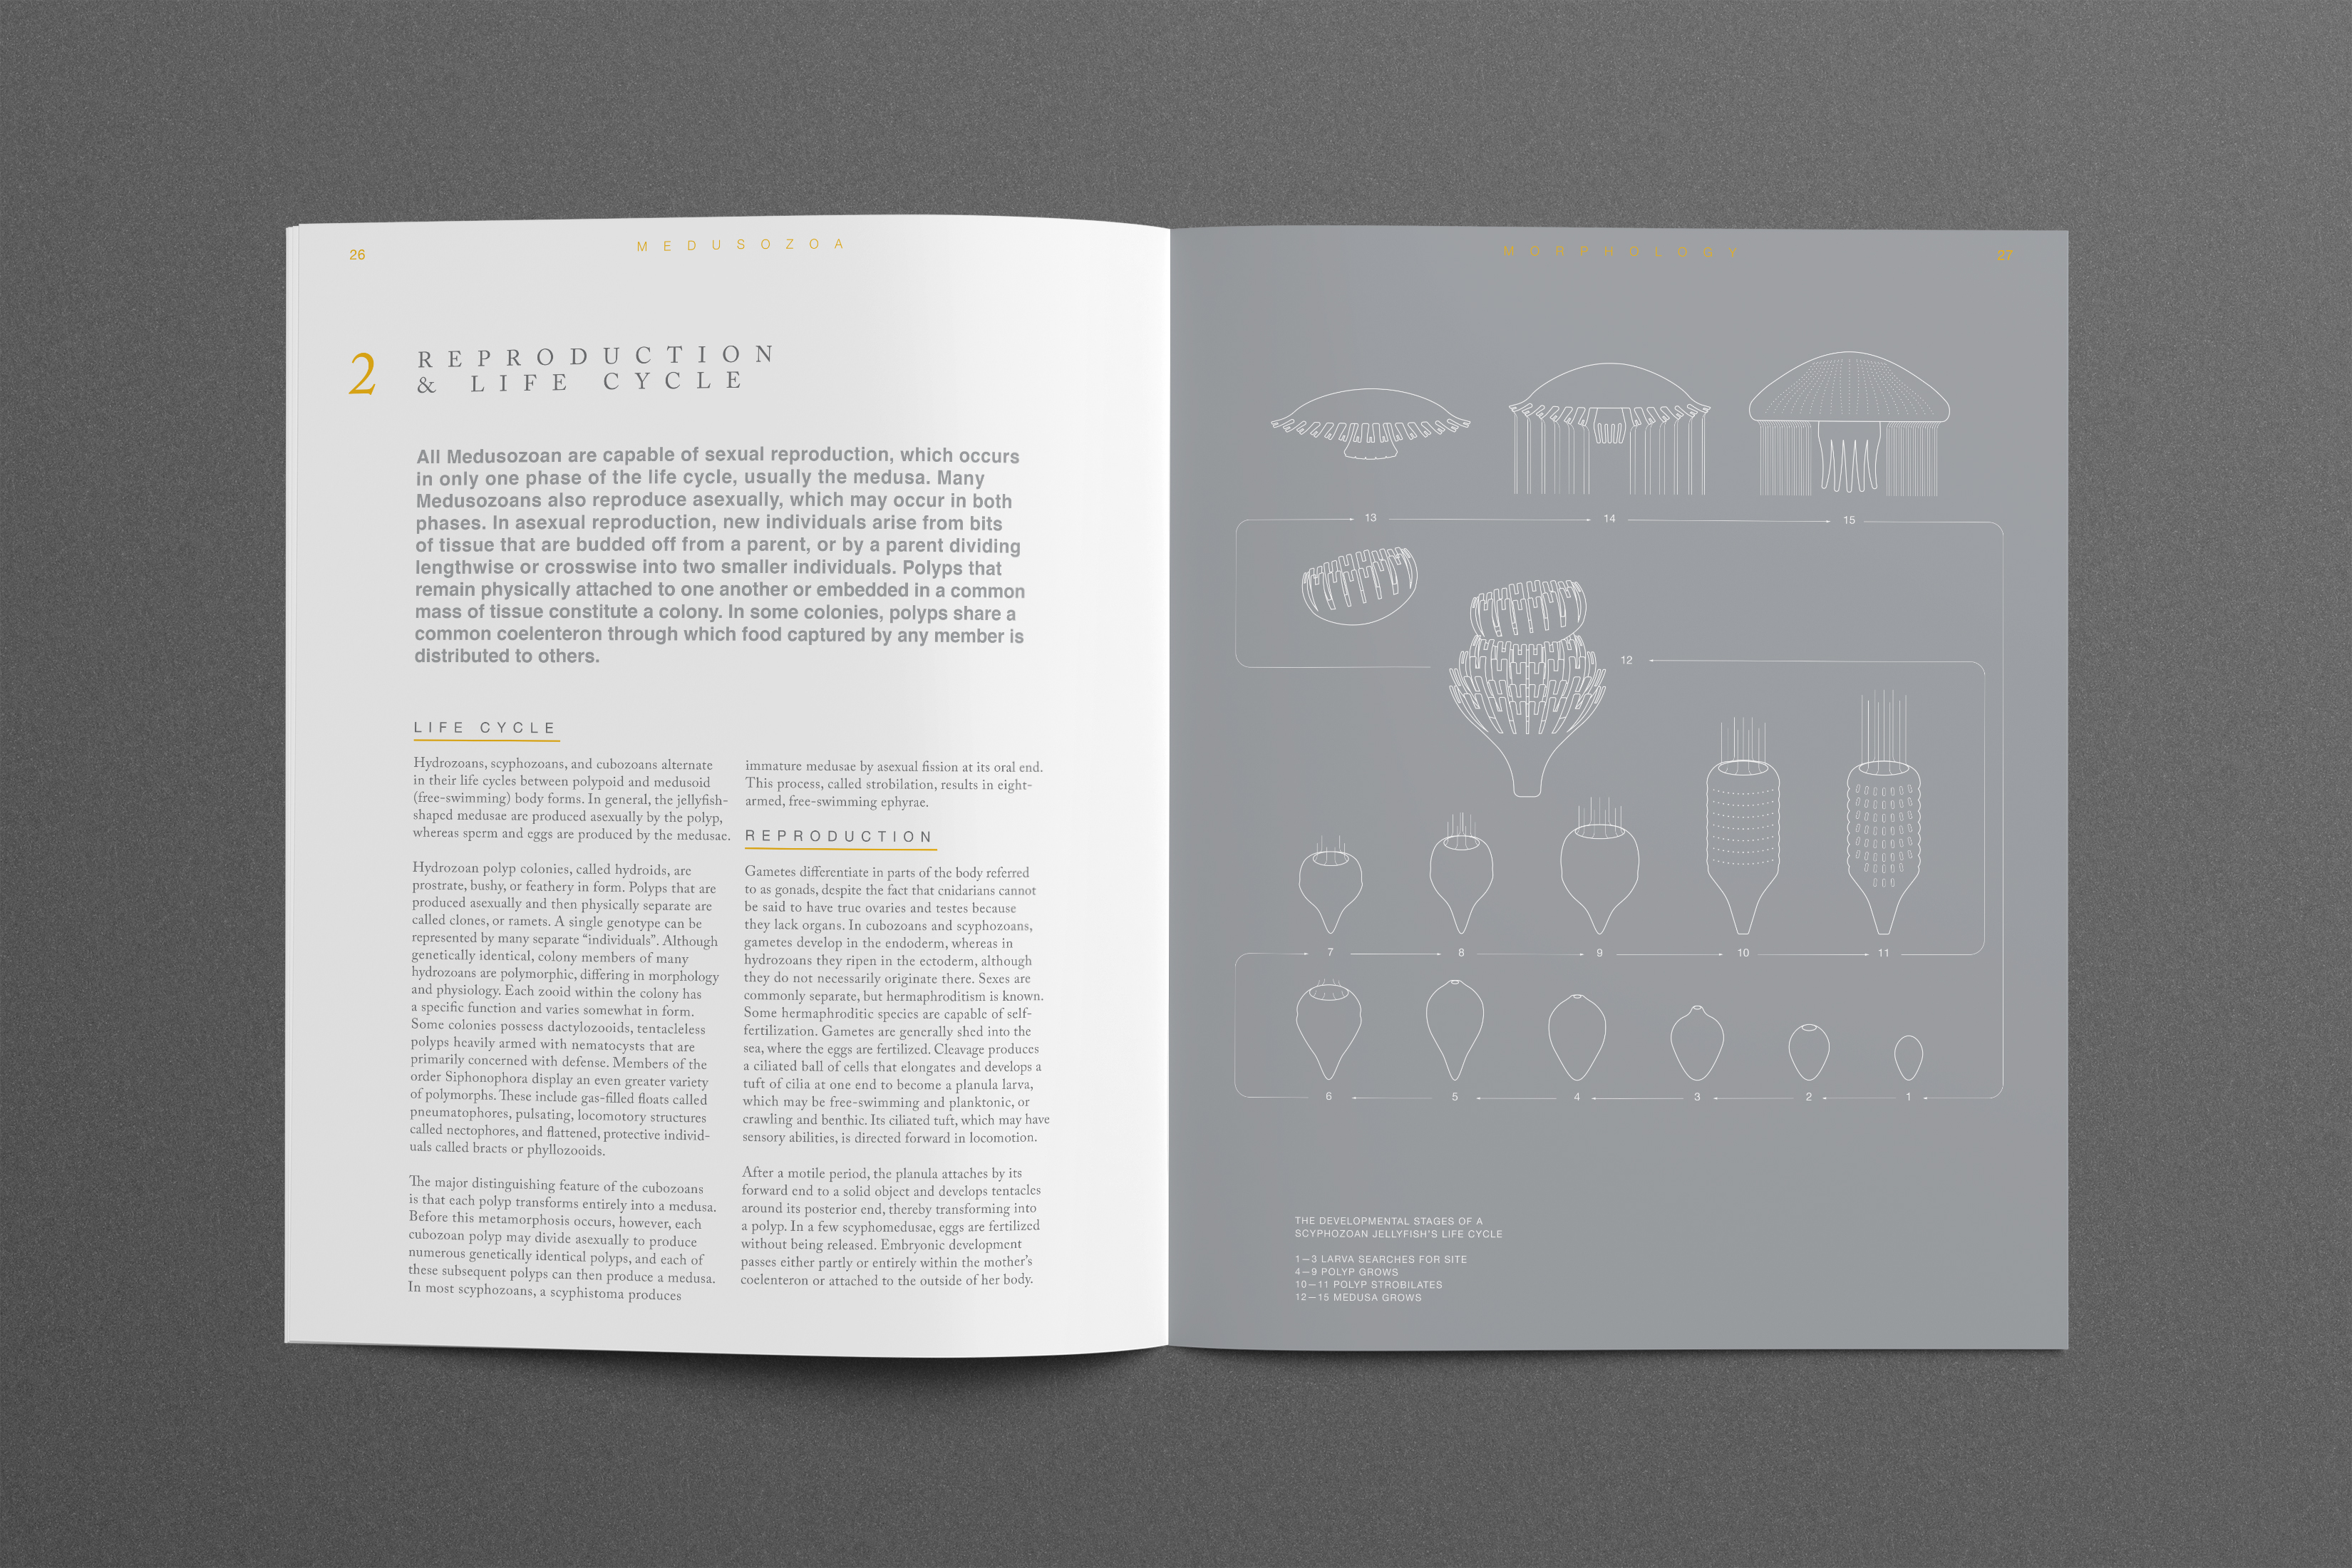 26
MEDUSOZOA
2
REPRODUCTION
& LIFE CYCLE
All Medusozoan are capable of sexual reproduction, which occurs
in only one phase of the life cycle, usually the medusa. Many
Medusozoans also reproduce asexually, which may occur in both
phases. In asexual reproduction, new individuals arise from bits
of tissue that are budded off from a parent, or by a parent dividing
lengthwise or crosswise into two smaller individuals. Polyps that
remain physically attached to one another or embedded in a common
mass of tissue constitute a colony. In some colonies, polyps share a
common coelenteron through which food captured by any member is
distributed to others.
LIFE CYCLE
Hydrozoans, scyphozoans, and cubozoans alternate
in their life cycles between polypoid and medusoid
(free-swimming) body forms. In general, the jellyfish-
shaped medusae are produced asexually by the polyp,
whereas sperm and eggs are produced by the medusae.
Hydrozoan polyp colonies, called hydroids, are
prostrate, bushy, or feathery in form. Polyps that are
produced asexually and then physically separate are
called clones, or ramets. A single genotype can be
represented by many separate “individuals”. Although
genetically identical, colony members of many
hydrozoans are polymorphic, differing in morphology
and physiology. Each zooid within the colony has
a specific function and varies somewhat in form.
Some colonies possess dactylozooids, tentacleless
polyps heavily armed with nematocysts that are
primarily concerned with defense. Members of the
order Siphonophora display an even greater variety
of polymorphs. These include gas-filled floats called
pneumatophores, pulsating, locomotory structures
called nectophores, and flattened, protective individ-
uals called bracts or phyllozooids.
The major distinguishing feature of the cubozoans
is that each polyp transforms entirely into a medusa.
Before this metamorphosis occurs, however, each
cubozoan polyp may divide asexually to produce
numerous genetically identical polyps, and each of
these subsequent polyps can then produce a medusa.
In most scyphozoans, a scyphistoma produces
immature medusae by asexual fission at its oral end.
This process, called strobilation, results in eight-
armed, free-swimming ephyrae.
REPRODUCTION
Gametes differentiate in parts of the body referred
to as gonads, despite the fact that cnidarians cannot
be said to have true ovaries and testes because
they lack organs. In cubozoans and scyphozoans,
gametes develop in the endoderm, whereas in
hydrozoans they ripen in the ectoderm, although
they do not necessarily originate there. Sexes are
commonly separate, but hermaphroditism is known.
Some hermaphroditic species are capable of self-
fertilization. Gametes are generally shed into the
sea, where the eggs are fertilized. Cleavage produces
a ciliated ball of cells that elongates and develops a
tuft of cilia at one end to become a planula larva,
which may be free-swimming and planktonic, or
crawling and benthic. Its ciliated tuft, which may have
sensory abilities, is directed forward in locomotion.
After a motile period, the planula attaches by its
forward end to a solid object and develops tentacles
around its posterior end, thereby transforming into
a polyp. In a few scyphomedusae, eggs are fertilized
without being released. Embryonic development
passes either partly or entirely within the mother’s
coelenteron or attached to the outside of her body.
MORPHOLOGY
27
13 14 15
12
7 8 9 10 11
6 5 4 3 2 1
THE DEVELOPMENTAL STAGES OF A
SCYPHOZOAN JELLYFISH’S LIFE CYCLE
1—3 LARVA SEARCHES FOR SITE
4—9 POLYP GROWS
10—11 POLYP STROBILATES
12—15 MEDUSA GROWS